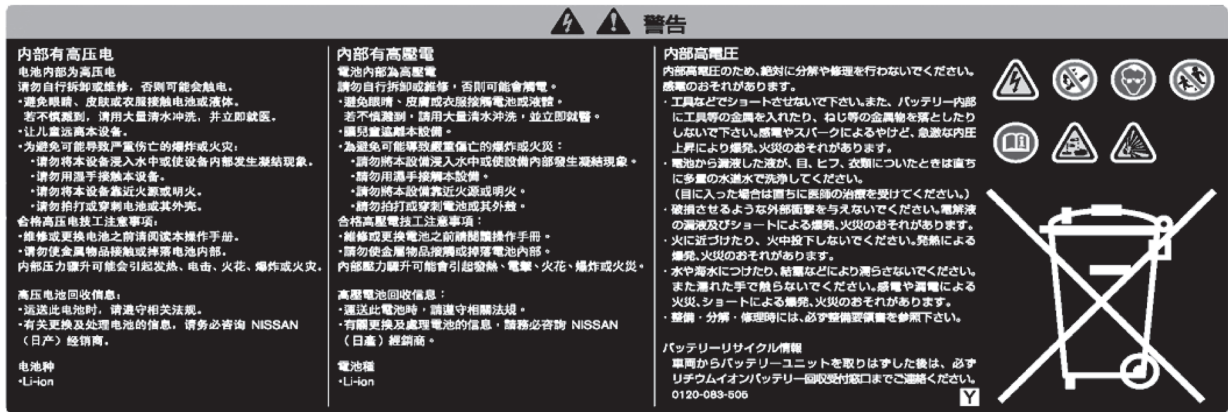 警告
内部有高压电
电池内部为高压电
请勿自行拆卸或维修，否则可能会触电。
·避免眼睛、皮肤或衣服接触电池或液体。
若不慎溅到，请用大量清水冲洗，并立即就医。
·让儿童远离本设备。
·为避免可能导致严重伤亡的爆炸或火灾:
·请勿将本设备浸入水中或使设备内部发生凝结现象。
·请勿用湿手接触本设备。
·请勿将本设备靠近火源或明火。
·请勿拍打或穿刺电池或其外壳。
合格高压电技工注意事项:
·维修或更换电池之前请阅读本操作手册。
·请勿使金属物品接触或掉落电池内部。
内部压力骤升可能会引起发热、电击、火花、爆炸或火灾。
高压电池回收信息:
·运送此电池时，请遵守相关法规。
·有关更换及处理电池的信息，请务必咨询 NISSAN
（日产）经销商。
电池种
·Li-ion
內部有高壓電
電池內部為高壓電
請勿自行拆卸或維修，否則可能會觸電。
·避免眼睛、皮膚或衣服接觸電池或液體。
若不慎濺到，請用大量清水沖洗，並立即就醫。
·讓兒童遠離本設備。
·為避免可能導致嚴重傷亡的爆炸或火災：
·請勿將本設備浸入水中或使設備內部發生凝結現象。
·請勿用濕手接觸本設備。
·請勿將本設備靠近火源或明火。
·請勿拍打或穿刺電池或其外殼。
合格高壓電技工注意事項：
·維修或更換電池之前請閱讀操作手冊。
·請勿使金屬物品接觸或掉落電池內部。
內部壓力驟升可能會引起發熱、電擊、火花、爆炸或火災。
高壓電池回收信息：
·運送此電池時，請遵守相關法規。
·有關更換及處理電池的信息，請務必咨詢 NISSAN
（日產）經銷商。
電池種
·Li-ion
内部高電圧
内部高電圧のため、絶対に分解や修理を行わないでください。
感電のおそれがあります。
・工具などでショートさせないで下さい。また、バッテリー内部
に工具等の金属を入れたり、ねじ等の金属物を落としたり
しないで下さい。感電やスパークによるやけど、急激な内圧
上昇により爆発、火災のおそれがあります。
・電池から漏液した液が、目、ヒフ、衣類についたときは直ち
に多量の水道水で洗浄してください。
（目に入った場合は直ちに医師の治療を受けてください。）
・破損させるような外部衝撃を与えないでください。電解液
の漏液及びショートによる爆発、火災のおそれがあります。
・火に近づけたり、火中投下しないでください。発熱による
爆発、火災のおそれがあります。
・水や海水につけたり、結露などにより濡らさないでください。
また濡れた手で触らないでください。感電や漏電による
火災、ショートによる爆発、火災のおそれがあります。
・整備・分解・修理時には、必ず整備要領書を参照下さい。
バッテリーリサイクル情報
車両からバッテリーユニットを取りはずした後は、必ず
リチウムイオンバッテリー回収受付窓口までご連絡ください。
0120-083-505
Y